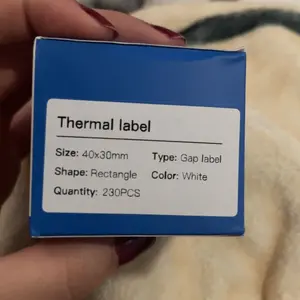 Thermal label
Size: 40x30mm Type: Gap label
Shape: Rectangle Color: White
Quantity: 230PCS